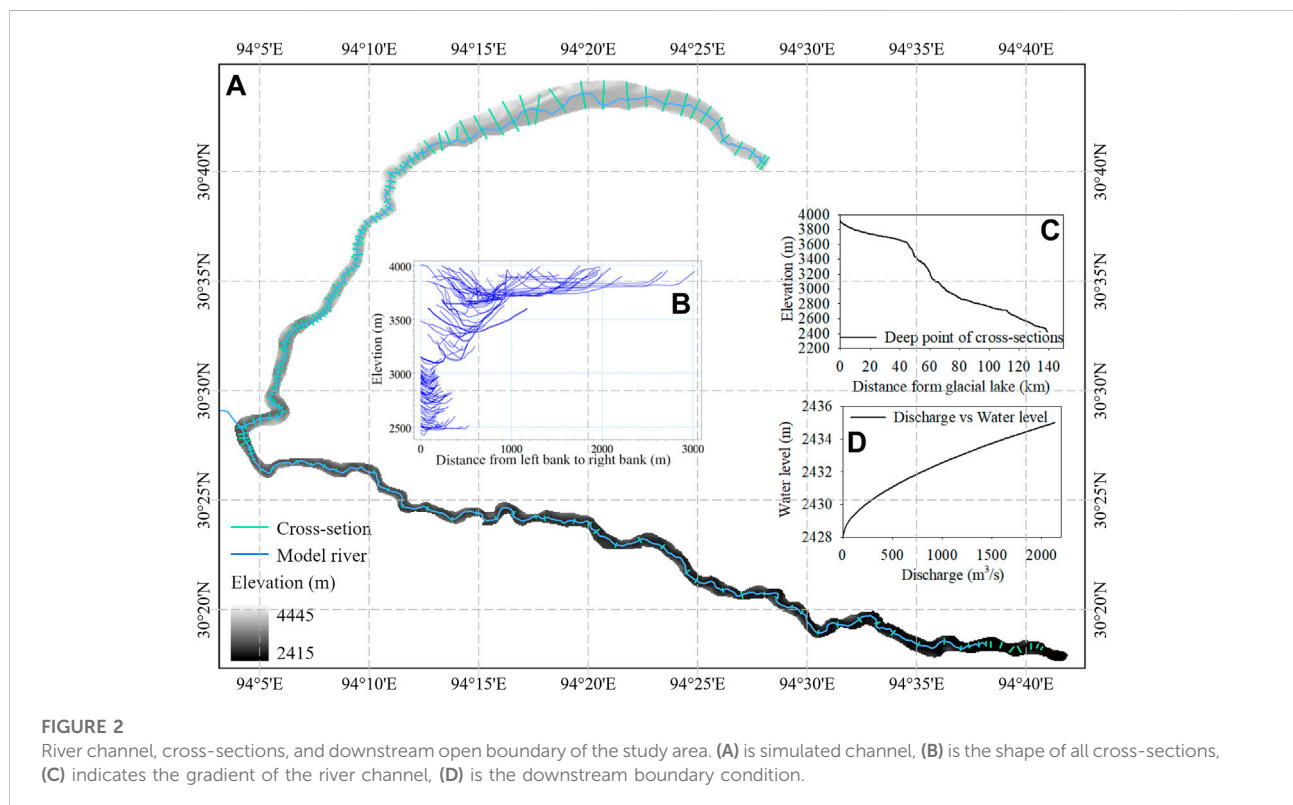 94°5'E 94°10'E 94°15'E 94°20'E 94°25'E 94°30'E 94°35'E 94°40'E
A
30°40'N
30°35'N
30°30'N
30°25'N
30°20'N
30°40'N
30°35'N
30°30'N
30°25'N
30°20'N
B
4000
3500
3000
2500
Elevtion (m)
0 1000 2000 3000
Distance from left bank to right bank (m)
C
4000
3800
3600
3400
3200
3000
2800
2600
2400
2200
Elevation (m)
Deep point of cross-sections
0 20 40 60 80 100 120 140
Distance form glacial lake (km)
D
2436
2434
2432
2430
2428
Water level (m)
Discharge vs Water level
0 500 1000 1500 2000
Discharge (m³/s)
Cross-setion
Model river
Elevation (m)
4445
2415
94°5'E 94°10'E 94°15'E 94°20'E 94°25'E 94°30'E 94°35'E 94°40'E
FIGURE 2
River channel, cross-sections, and downstream open boundary of the study area. (A) is simulated channel, (B) is the shape of all cross-sections,
(C) indicates the gradient of the river channel, (D) is the downstream boundary condition.